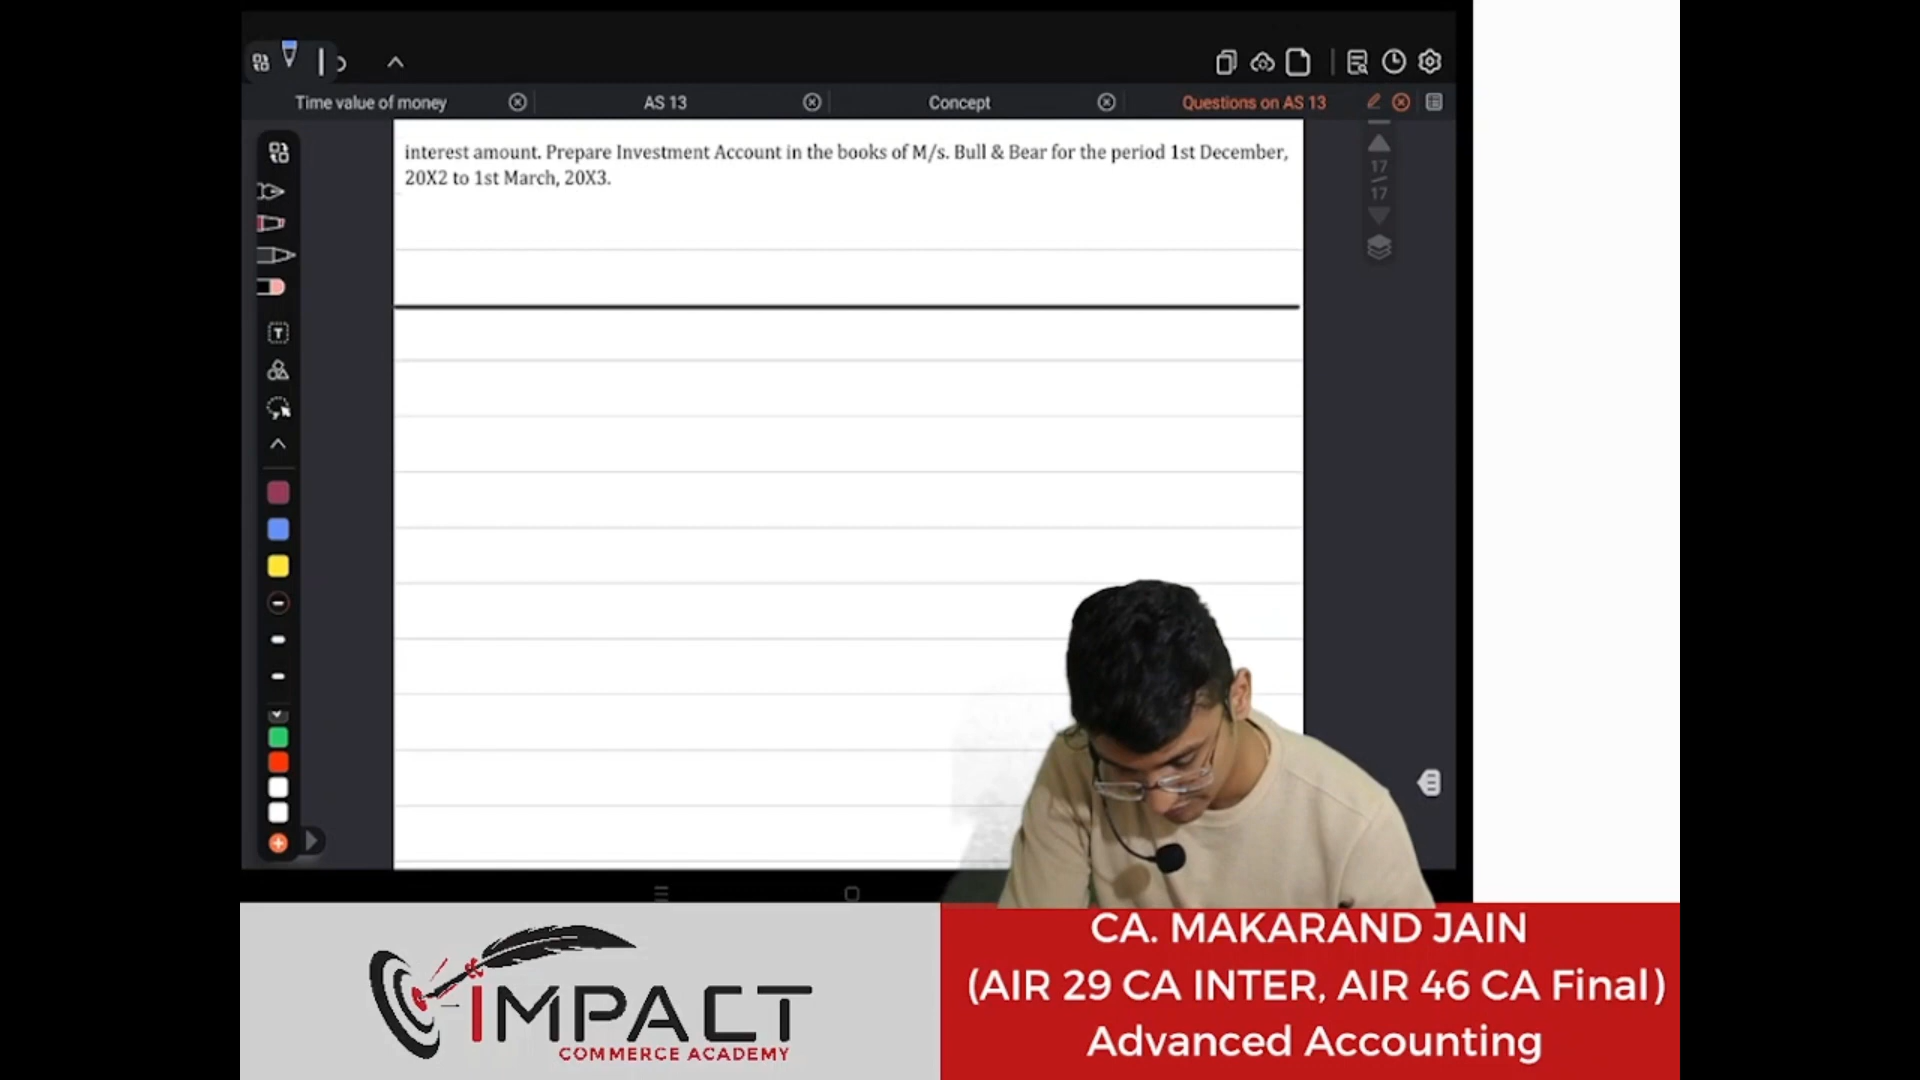 Time value of money
AS 13
Concept
Questions on AS 13
interest amount. Prepare Investment Account in the books of M/s. Bull & Bear for the period 1st December,
20X2 to 1st March, 20X3.
17
17
T
IMPACT
COMMERCE ACADEMY
CA. MAKARAND JAIN
(AIR 29 CA INTER, AIR 46 CA Final)
Advanced Accounting